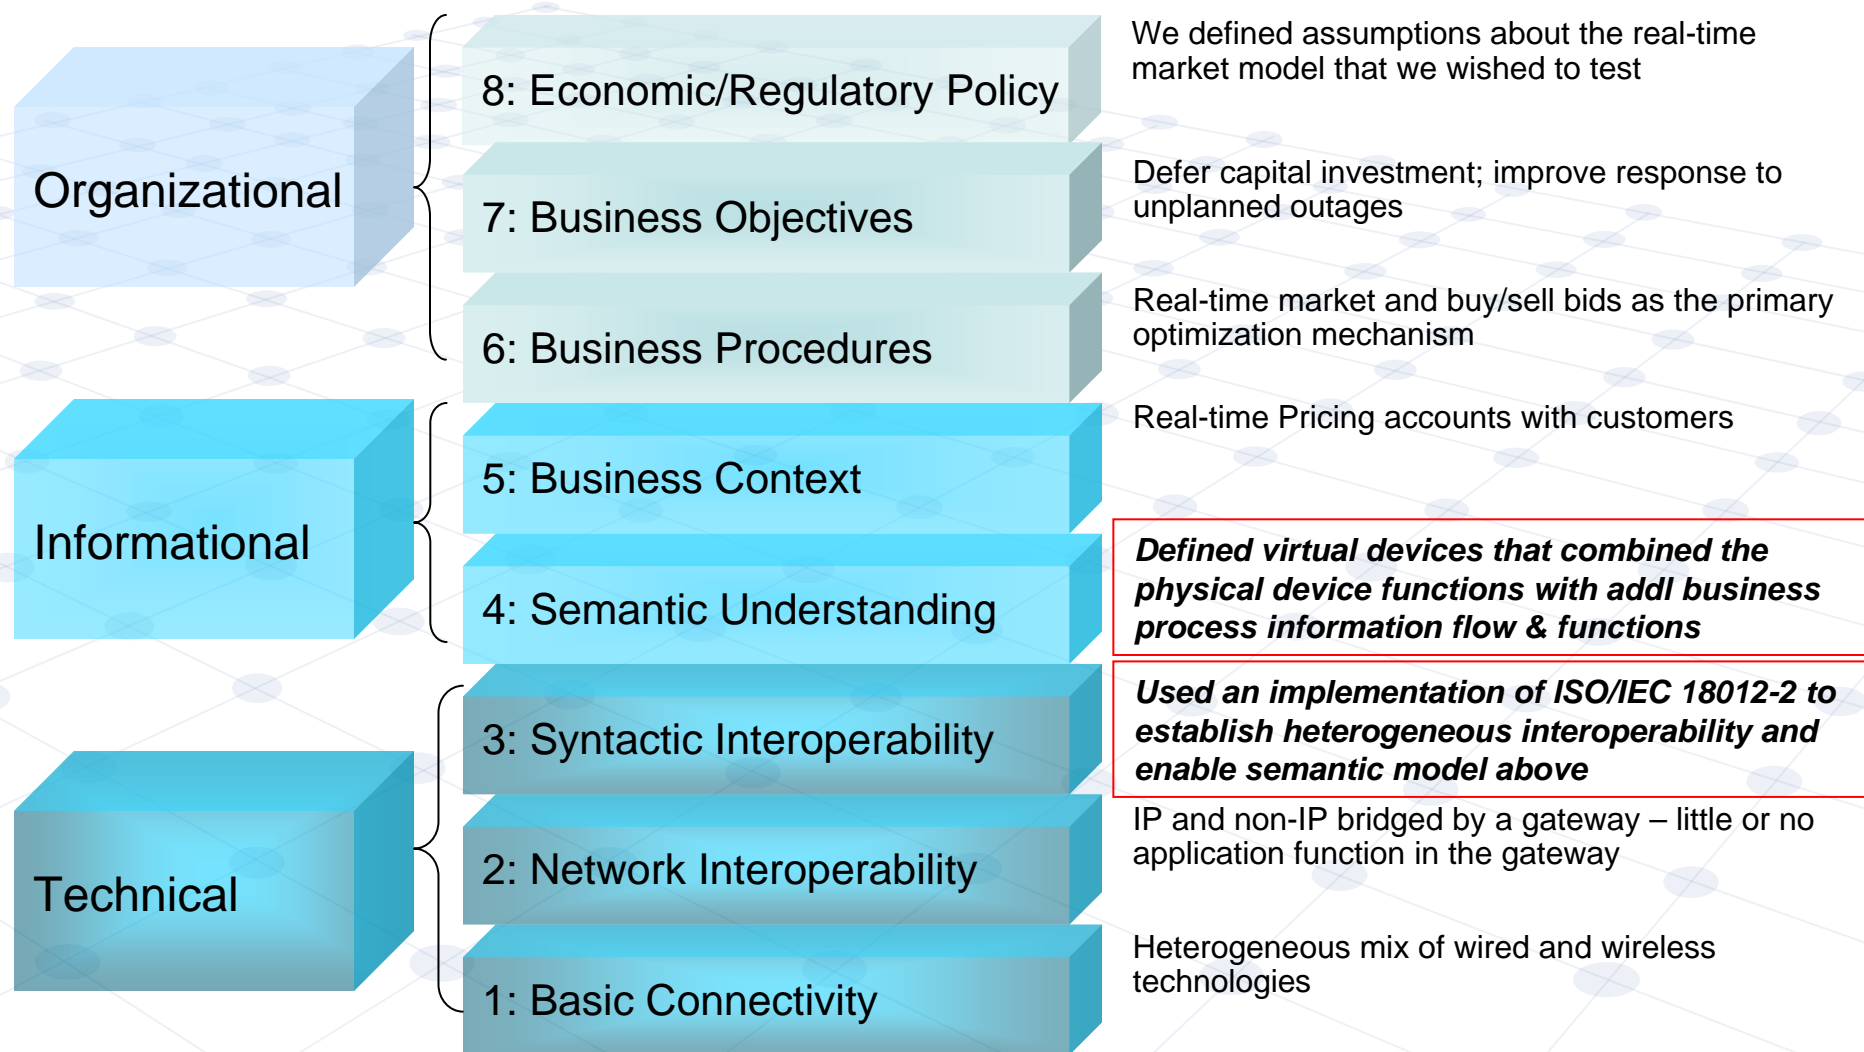 Organizational
8: Economic/Regulatory Policy
We defined assumptions about the real-time
market model that we wished to test
7: Business Objectives
Defer capital investment; improve response to
unplanned outages
6: Business Procedures
Real-time market and buy/sell bids as the primary
optimization mechanism
Informational
5: Business Context
Real-time Pricing accounts with customers
4: Semantic Understanding
Defined virtual devices that combined the
physical device functions with addl business
process information flow & functions
Technical
3: Syntactic Interoperability
Used an implementation of ISO/IEC 18012-2 to
establish heterogeneous interoperability and
enable semantic model above
2: Network Interoperability
IP and non-IP bridged by a gateway – little or no
application function in the gateway
1: Basic Connectivity
Heterogeneous mix of wired and wireless
technologies